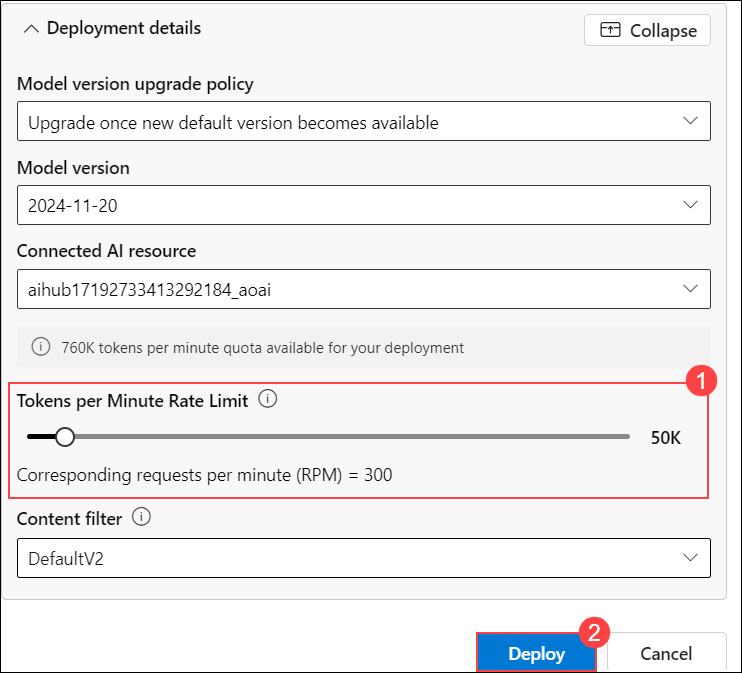 Deployment details
Collapse
Model version upgrade policy
Upgrade once new default version becomes available
Model version
2024-11-20
Connected AI resource
aihub17192733413292184_aoai
760K tokens per minute quota available for your deployment
1
Tokens per Minute Rate Limit
50K
Corresponding requests per minute (RPM) = 300
Content filter
DefaultV2
2
Deploy
Cancel